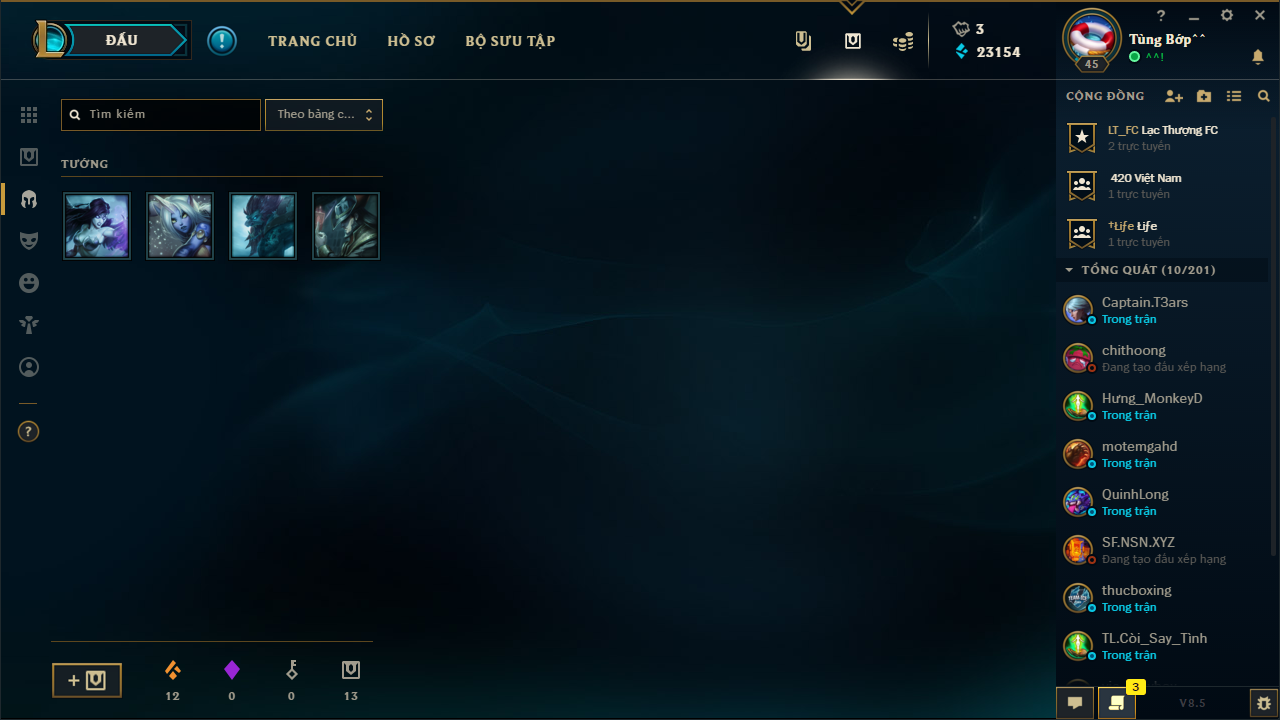 ĐẤU
TRANG CHỦ
HỒ SƠ
BỘ SƯU TẬP
3
23154
?
45
Tùng Bớp^^
^^!
Tìm kiếm
Theo bảng c...
TƯỚNG
?
12
0
0
13
CỘNG ĐỒNG
LT_FC Lạc Thượng FC
2 trực tuyến
420 Việt Nam
1 trực tuyến
†Life Life
1 trực tuyến
TỔNG QUÁT (10/201)
Captain.T3ars
Trong trận
chithoong
Đang tạo đấu xếp hạng
Hưng_MonkeyD
Trong trận
motemgahd
Trong trận
QuinhLong
Trong trận
SF.NSN.XYZ
Đang tạo đấu xếp hạng
thucboxing
Trong trận
TL.Còi_Say_Tình
Trong trận
3
V8.5